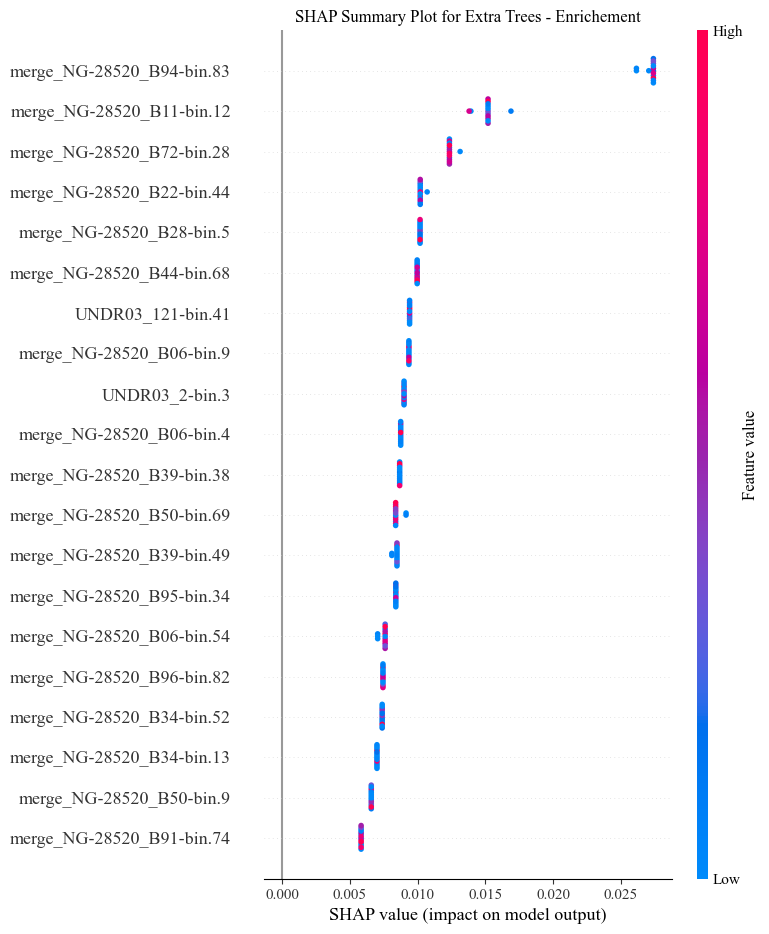 SHAP Summary Plot for Extra Trees - Enrichement
High
merge_NG-28520_B94-bin.83
merge_NG-28520_B11-bin.12
merge_NG-28520_B72-bin.28
merge_NG-28520_B22-bin.44
merge_NG-28520_B28-bin.5
merge_NG-28520_B44-bin.68
UNDR03_121-bin.41
merge_NG-28520_B06-bin.9
UNDR03_2-bin.3
merge_NG-28520_B06-bin.4
merge_NG-28520_B39-bin.38
merge_NG-28520_B50-bin.69
merge_NG-28520_B39-bin.49
merge_NG-28520_B95-bin.34
merge_NG-28520_B06-bin.54
merge_NG-28520_B96-bin.82
merge_NG-28520_B34-bin.52
merge_NG-28520_B34-bin.13
merge_NG-28520_B50-bin.9
merge_NG-28520_B91-bin.74
Feature value
Low
0.000 0.005 0.010 0.015 0.020 0.025
SHAP value (impact on model output)